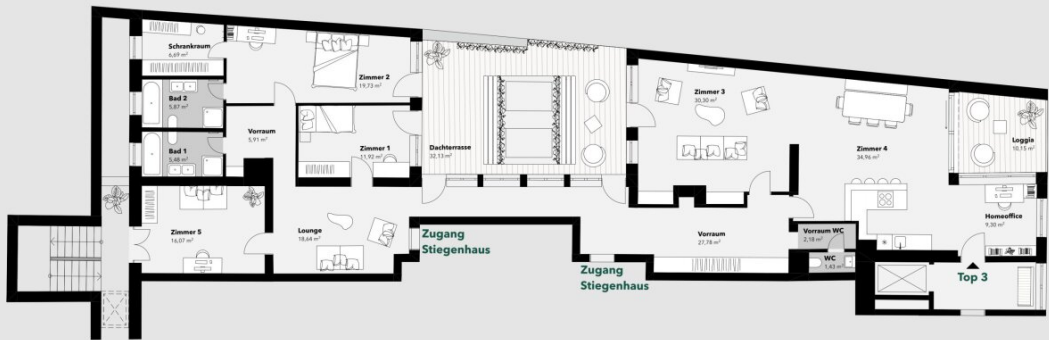 Schrankraum
6,69 m²
Zimmer 2
19,73 m²
Bad 2
5,87 m²
Vorraum
5,91 m²
Bad 1
5,48 m²
Zimmer 1
11,92 m²
Dachterrasse
32,13 m²
Zimmer 3
30,30 m²
Zimmer 4
34,96 m²
Loggia
10,15 m²
Zimmer 5
16,07 m²
Lounge
18,64 m²
Zugang
Stiegenhaus
Zugang
Stiegenhaus
Vorraum
27,78 m²
Vorraum WC
2,18 m²
WC
1,43 m²
Homeoffice
9,30 m²
Top 3